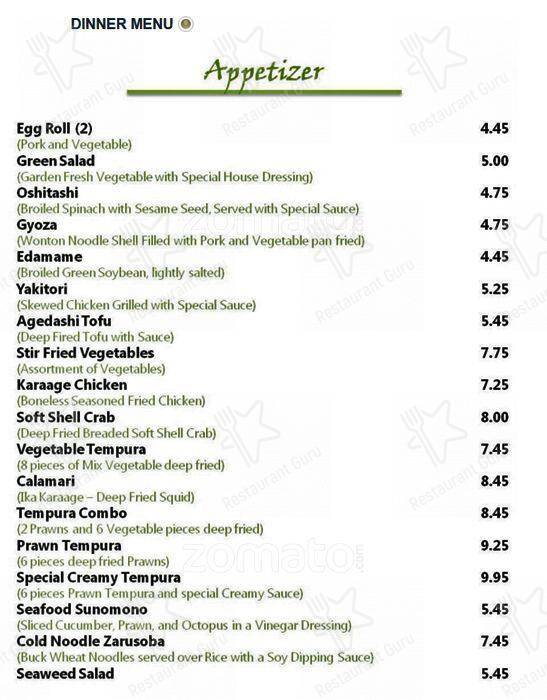 DINNER MENU
Appetizer
Egg Roll (2) 4.45
(Pork and Vegetable)
Green Salad 5.00
(Garden Fresh Vegetable with Special House Dressing)
Oshitashi 4.75
(Broiled Spinach with Sesame Seed, Served with Special Sauce)
Gyoza 4.75
(Wonton Noodle Shell Filled with Pork and Vegetable pan fried)
Edamame 4.45
(Broiled Green Soybean, lightly salted)
Yakitori 5.25
(Skewed Chicken Grilled with Special Sauce)
Agedashi Tofu 5.45
(Deep Fired Tofu with Sauce)
Stir Fried Vegetables 7.75
(Assortment of Vegetables)
Karaage Chicken 7.25
(Boneless Seasoned Fried Chicken)
Soft Shell Crab 8.00
(Deep Fried Breaded Soft Shell Crab)
Vegetable Tempura 7.45
(8 pieces of Mix Vegetable deep fried)
Calamari 8.45
(Ika Karaage – Deep Fried Squid)
Tempura Combo 8.45
(2 Prawns and 6 Vegetable pieces deep fried)
Prawn Tempura 9.25
(6 pieces deep fried Prawns)
Special Creamy Tempura 9.95
(6 pieces Prawn Tempura and special Creamy Sauce)
Seafood Sunomono 5.45
(Sliced Cucumber, Prawn, and Octopus in a Vinegar Dressing)
Cold Noodle Zarusoba 7.45
(Buck Wheat Noodles served over Rice with a Soy Dipping Sauce)
Seaweed Salad 5.45
Restaurant Guru
zomato.com